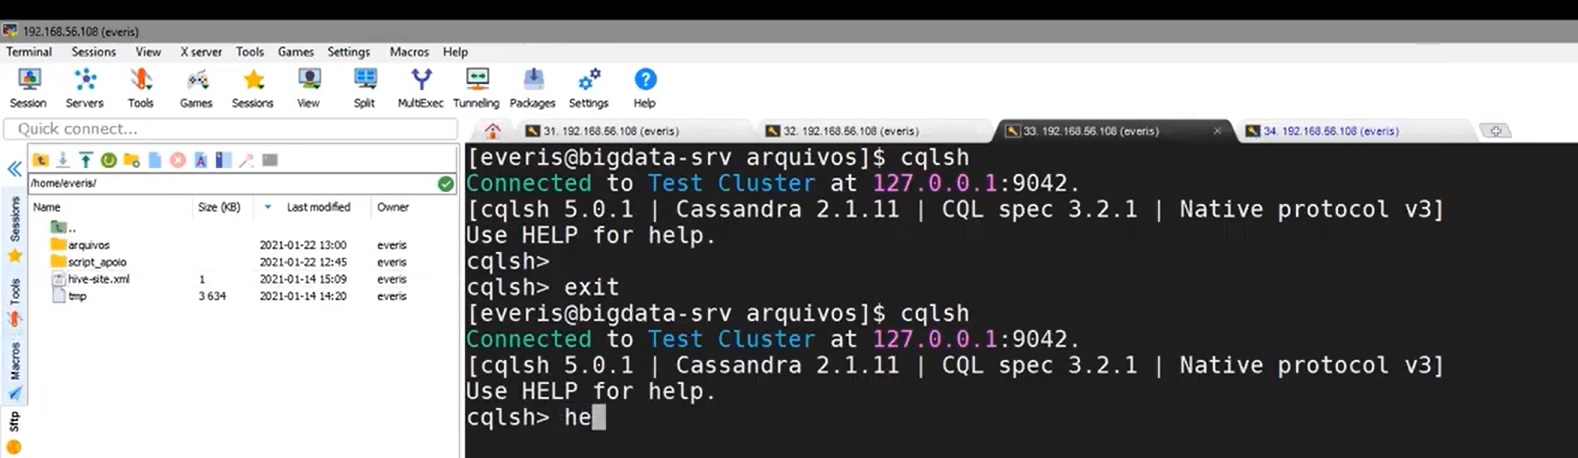 192.168.56.108 (everis)
Terminal Sessions View X server Tools Games Settings Macros Help
Session Servers Tools Games Sessions View Split MultiExec Tunneling Packages Settings Help
Quick connect...
31. 192.168.56.108 (everis) 32. 192.168.56.108 (everis) 33. 192.168.56.108 (everis) 34. 192.168.56.108 (everis)
/home/everis/
Name Size (KB) Last modified Owner
..
arquivos 2021-01-22 13:00 everis
script_apoio 2021-01-22 12:45 everis
hive-site.xml 1 2021-01-14 15:09 everis
tmp 3 634 2021-01-14 14:20 everis
Sessions
Tools
Macros
Sftp
[everis@bigdata-srv arquivos]$ cqlsh
Connected to Test Cluster at 127.0.0.1:9042.
[cqlsh 5.0.1 | Cassandra 2.1.11 | CQL spec 3.2.1 | Native protocol v3]
Use HELP for help.
cqlsh>
cqlsh> exit
[everis@bigdata-srv arquivos]$ cqlsh
Connected to Test Cluster at 127.0.0.1:9042.
[cqlsh 5.0.1 | Cassandra 2.1.11 | CQL spec 3.2.1 | Native protocol v3]
Use HELP for help.
cqlsh> he